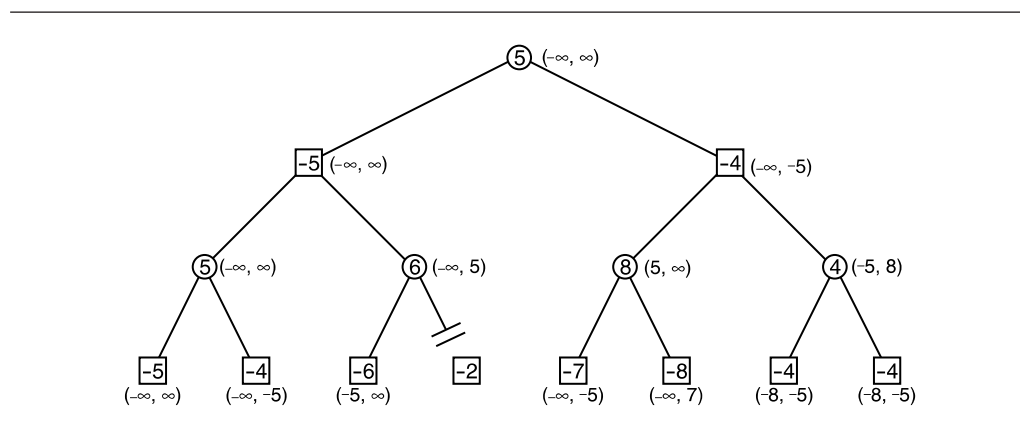 5 (−∞, ∞)
-5 (−∞, ∞)
-4 (−∞, −5)
5 (−∞, ∞)
6 (−∞, 5)
8 (5, ∞)
4 (−5, 8)
-5
-4
-6
-2
-7
-8
-4
-4
(−∞, ∞)
(−∞, −5)
(−5, ∞)
(−∞, −5)
(−∞, 7)
(−8, −5)
(−8, −5)